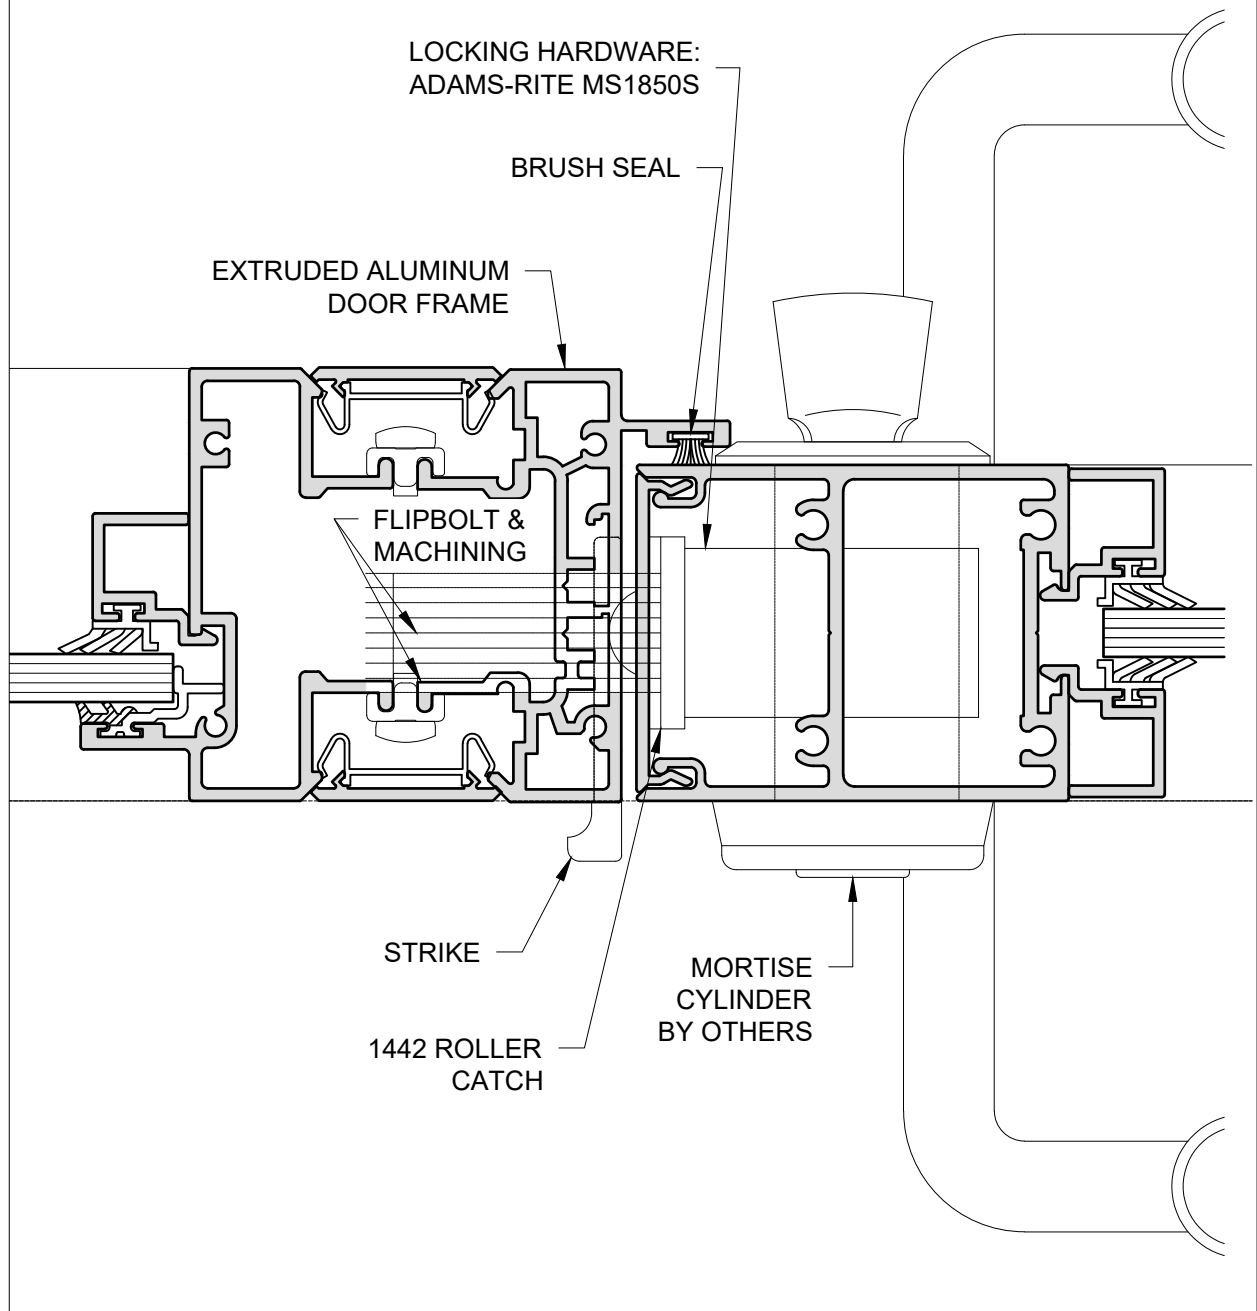 LOCKING HARDWARE:
ADAMS-RITE MS1850S
BRUSH SEAL
EXTRUDED ALUMINUM
DOOR FRAME
FLIPBOLT &
MACHINING
STRIKE
MORTISE
CYLINDER
BY OTHERS
1442 ROLLER
CATCH